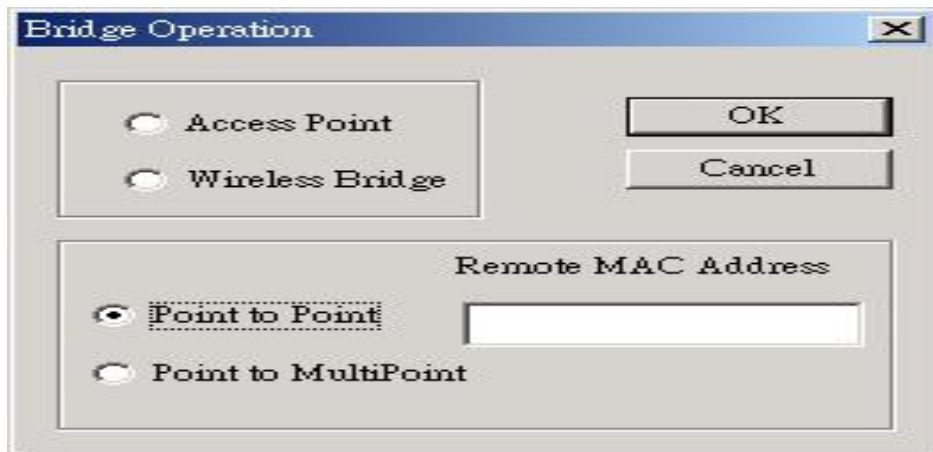 Bridge Operation
Access Point
Wireless Bridge
OK
Cancel
Remote MAC Address
Point to Point
Point to MultiPoint